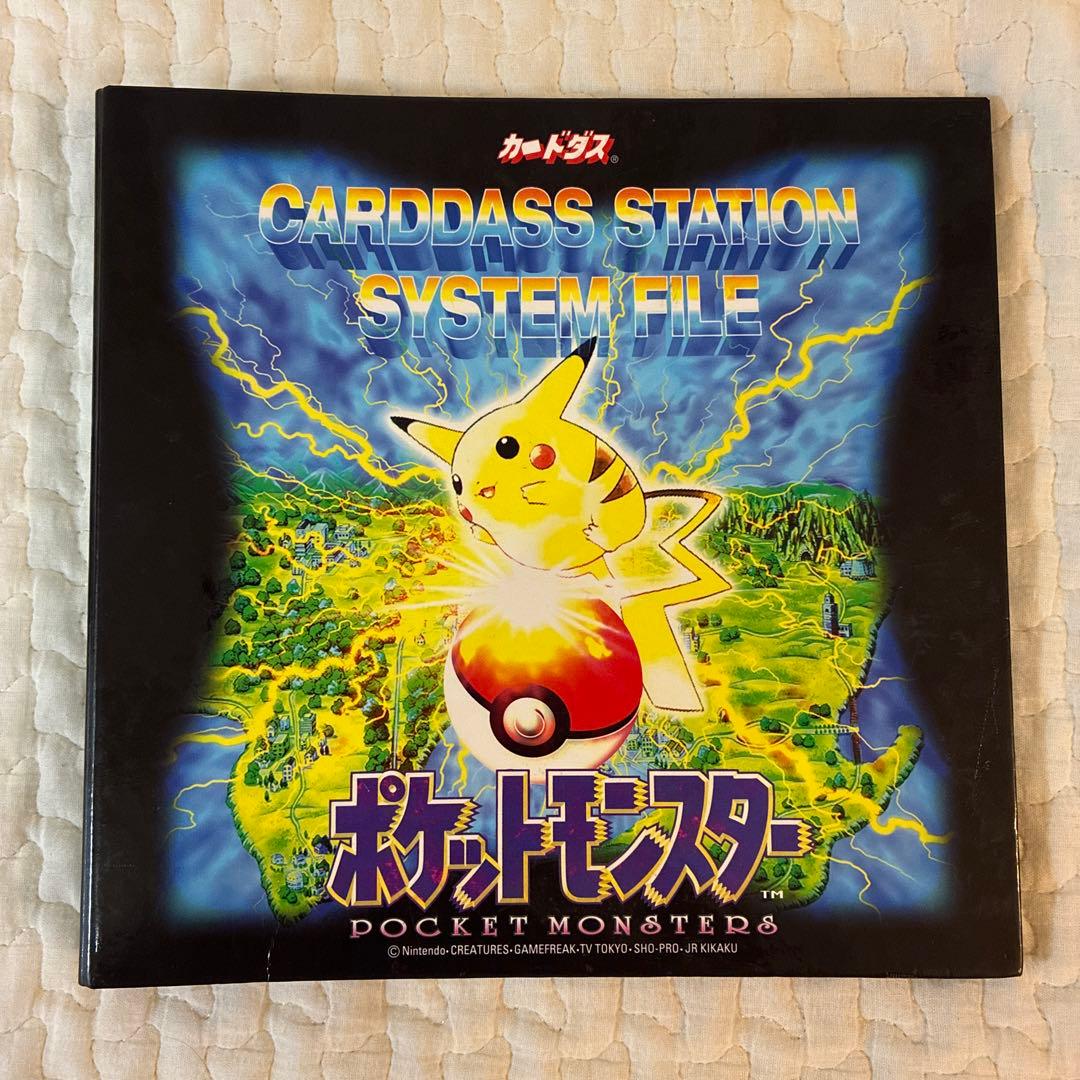 カードダス®
CARDDASS STATION
SYSTEM FILE
ポケットモンスター™
POCKET MONSTERS
© Nintendo・CREATURES・GAMEFREAK・TV TOKYO・SHO-PRO・JR KIKAKU